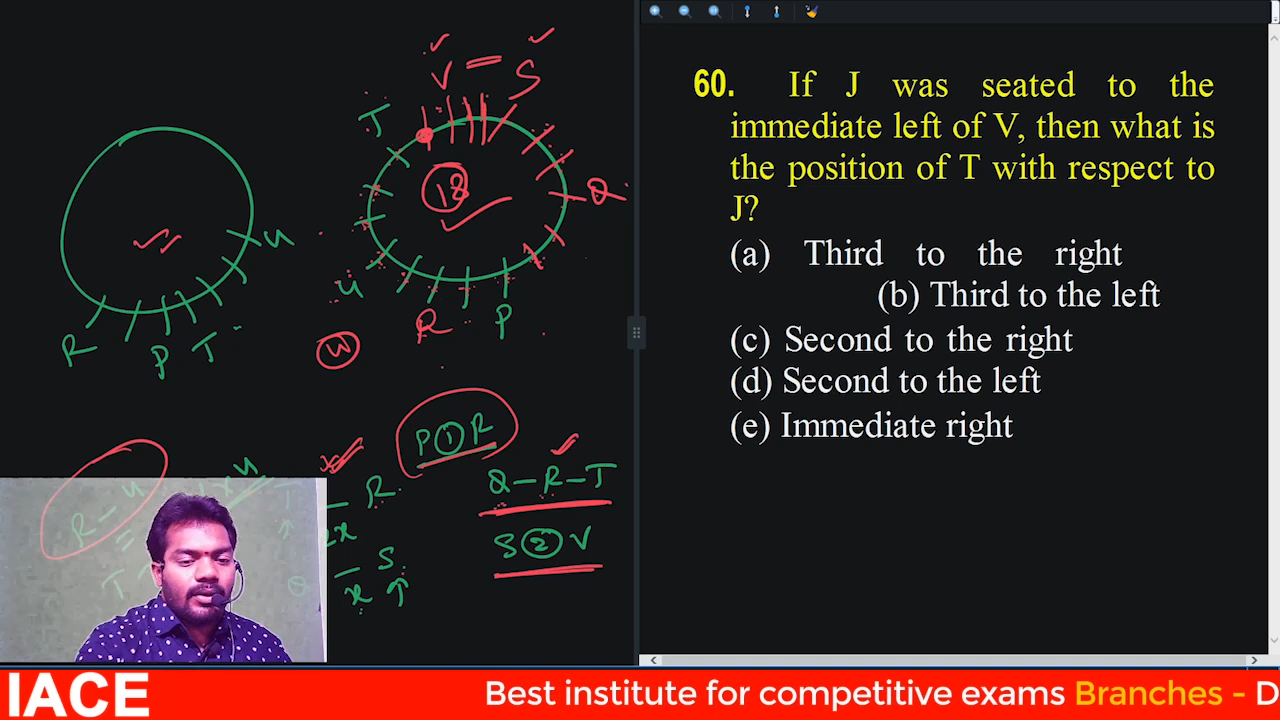 V = S
T
18
Q
U
U
R
P
W
R
P
T
P ① R
R - U
U
R
Q - R - T
2x
S
S ② V
T
x
60. If J was seated to the
immediate left of V, then what is
the position of T with respect to
J?
(a) Third to the right
(b) Third to the left
(c) Second to the right
(d) Second to the left
(e) Immediate right
IACE
Best institute for competitive exams Branches - D